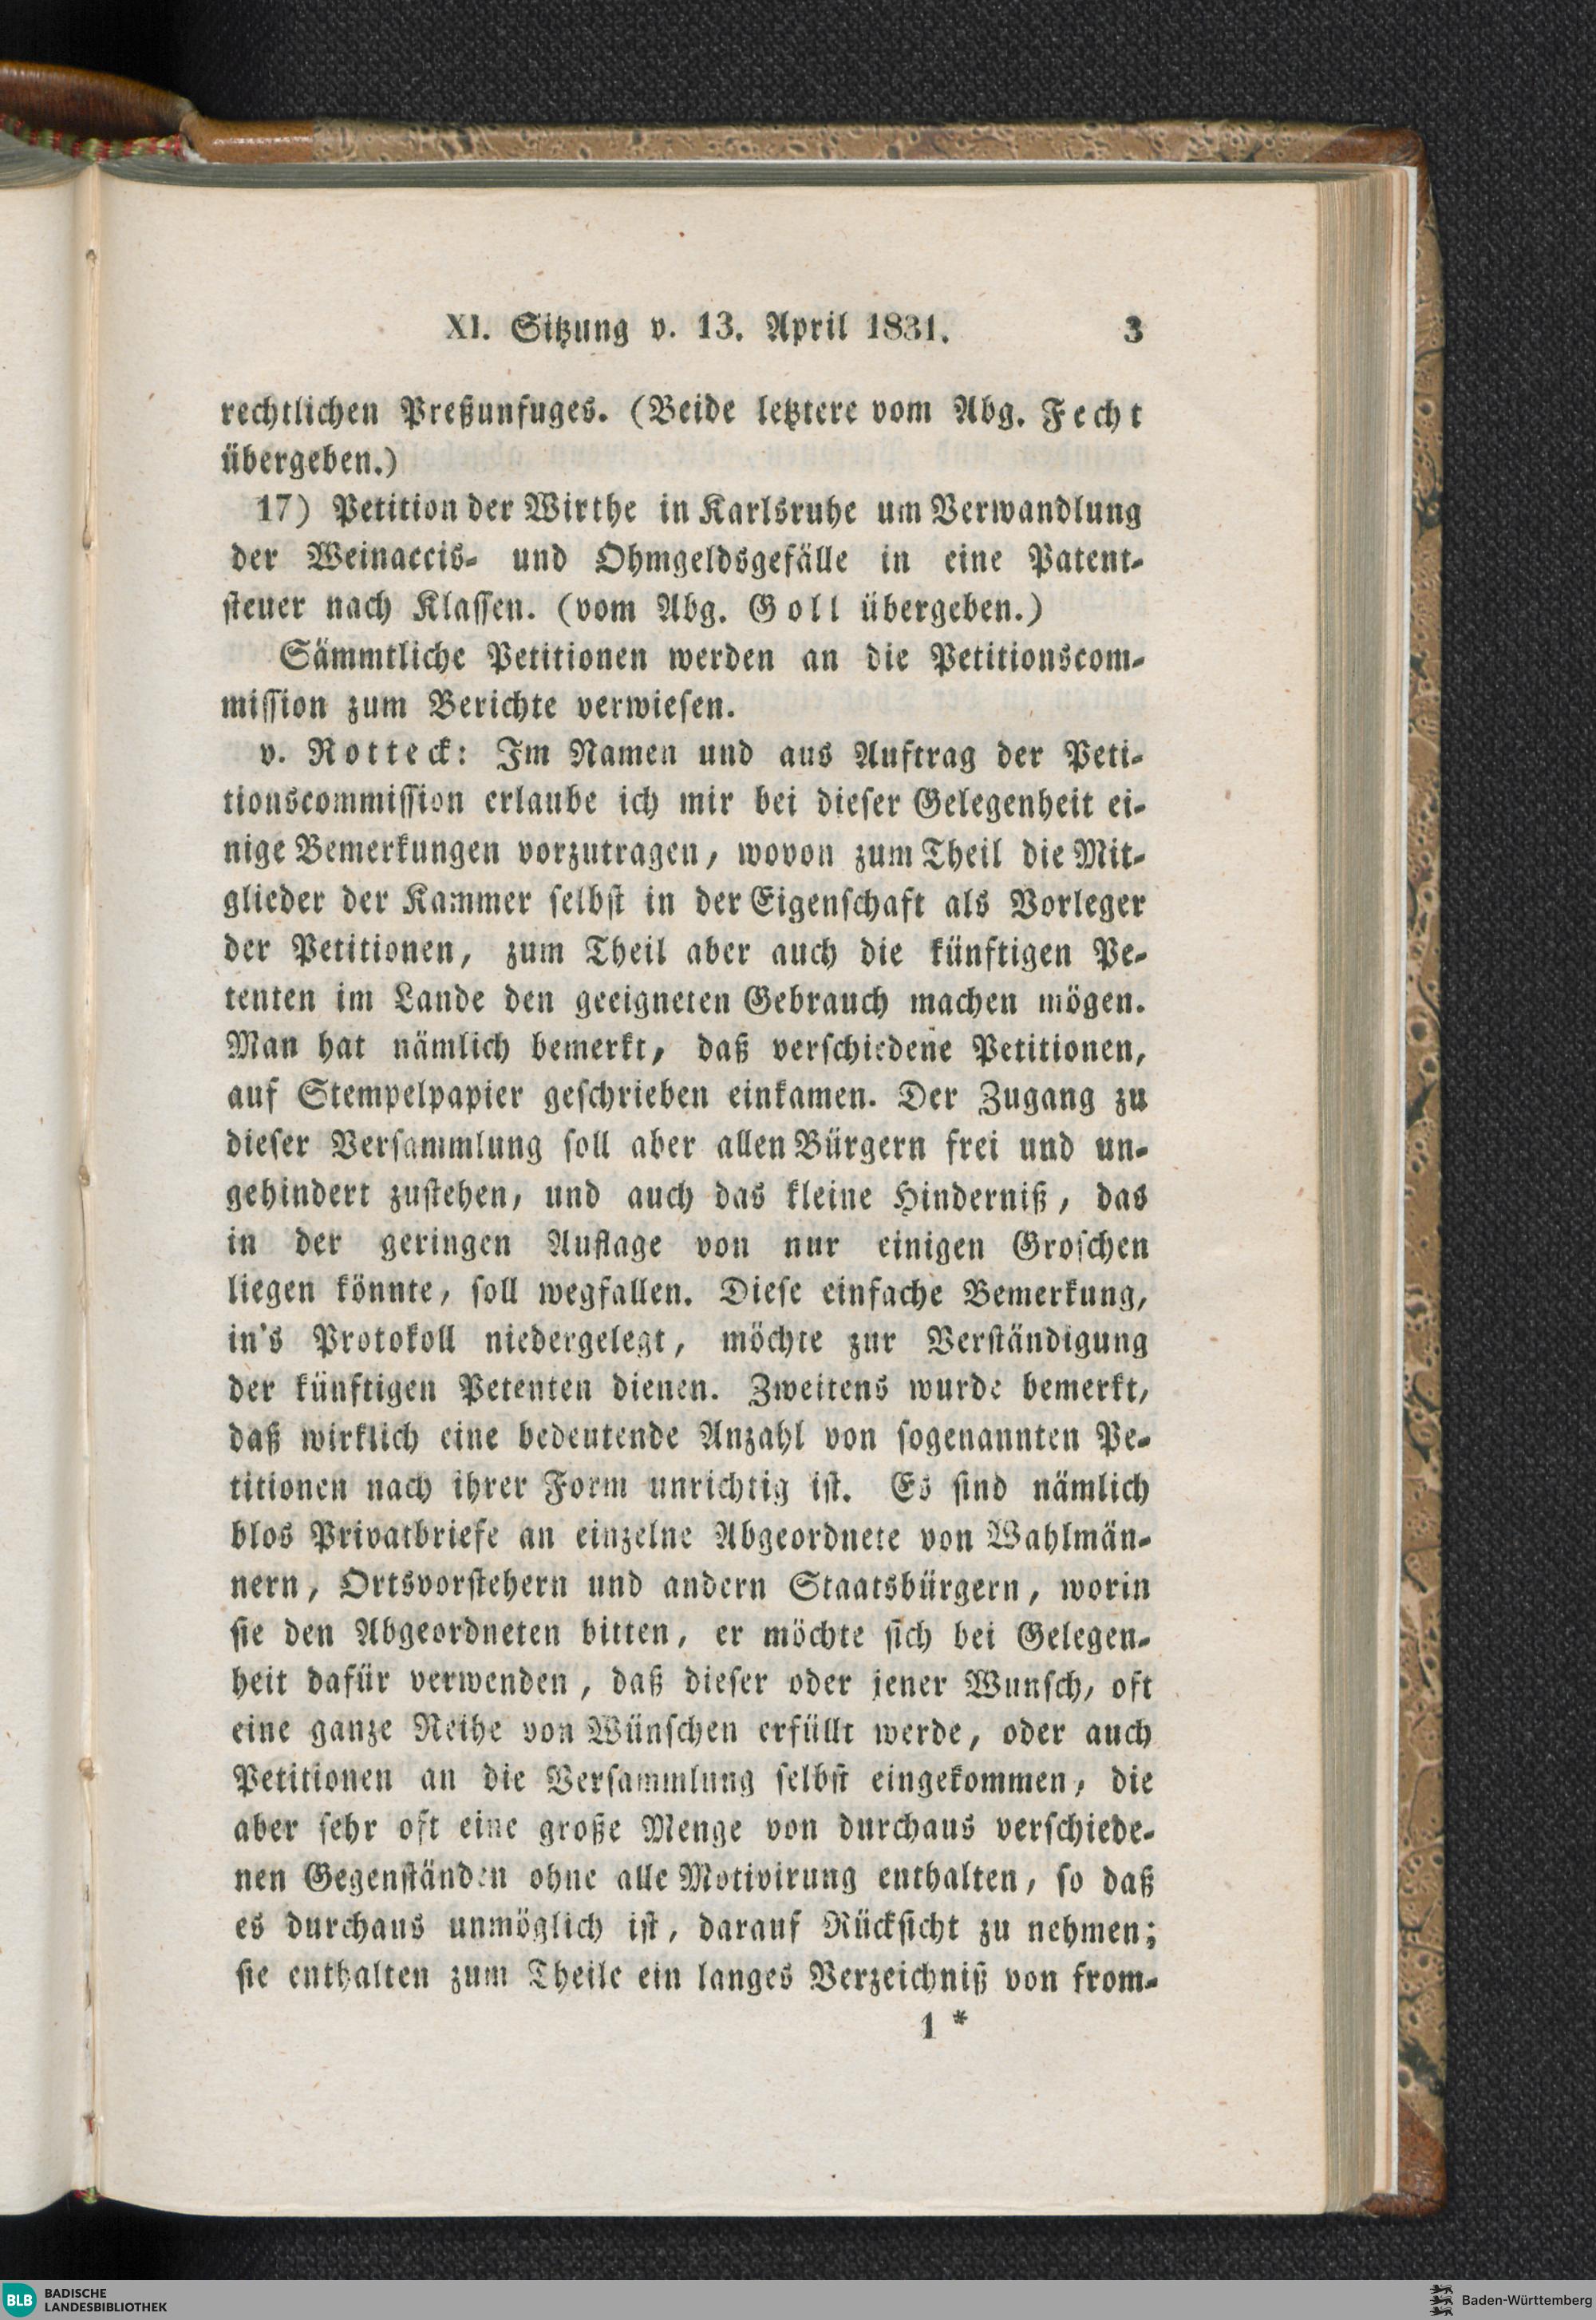 XI. Sitzung v. 13. April 1831. 3
rechtlichen Preßunfuges. (Beide letztere vom Abg. Fecht
übergeben.)
17) Petition der Wirthe in Karlsruhe um Verwandlung
der Weinaccis- und Ohmgeldsgefälle in eine Patent-
steuer nach Klassen. (vom Abg. Goll übergeben.)
Sämmtliche Petitionen werden an die Petitionscom-
mission zum Berichte verwiesen.
v. Rotteck: Im Namen und aus Auftrag der Peti-
tionscommission erlaube ich mir bei dieser Gelegenheit ei-
nige Bemerkungen vorzutragen, wovon zum Theil die Mit-
glieder der Kammer selbst in der Eigenschaft als Vorleger
der Petitionen, zum Theil aber auch die künftigen Pe-
tenten im Lande den geeigneten Gebrauch machen mögen.
Man hat nämlich bemerkt, daß verschiedene Petitionen,
auf Stempelpapier geschrieben einkamen. Der Zugang zu
dieser Versammlung soll aber allen Bürgern frei und un-
gehindert zustehen, und auch das kleine Hinderniß, das
in der geringen Auflage von nur einigen Groschen
liegen könnte, soll wegfallen. Diese einfache Bemerkung,
in's Protokoll niedergelegt, möchte zur Verständigung
der künftigen Petenten dienen. Zweitens wurde bemerkt,
daß wirklich eine bedeutende Anzahl von sogenannten Pe-
titionen nach ihrer Form unrichtig ist. Es sind nämlich
blos Privatbriefe an einzelne Abgeordnete von Wahlmän-
nern, Ortsvorstehern und andern Staatsbürgern, worin
sie den Abgeordneten bitten, er möchte sich bei Gelegen-
heit dafür verwenden, daß dieser oder jener Wunsch, oft
eine ganze Reihe von Wünschen erfüllt werde, oder auch
Petitionen an die Versammlung selbst eingekommen, die
aber sehr oft eine große Menge von durchaus verschiede-
nen Gegenständen ohne alle Motivirung enthalten, so daß
es durchaus unmöglich ist, darauf Rücksicht zu nehmen;
sie enthalten zum Theile ein langes Verzeichniß von from-
1 *
BLB BADISCHE
LANDESBIBLIOTHEK
Baden-Württemberg